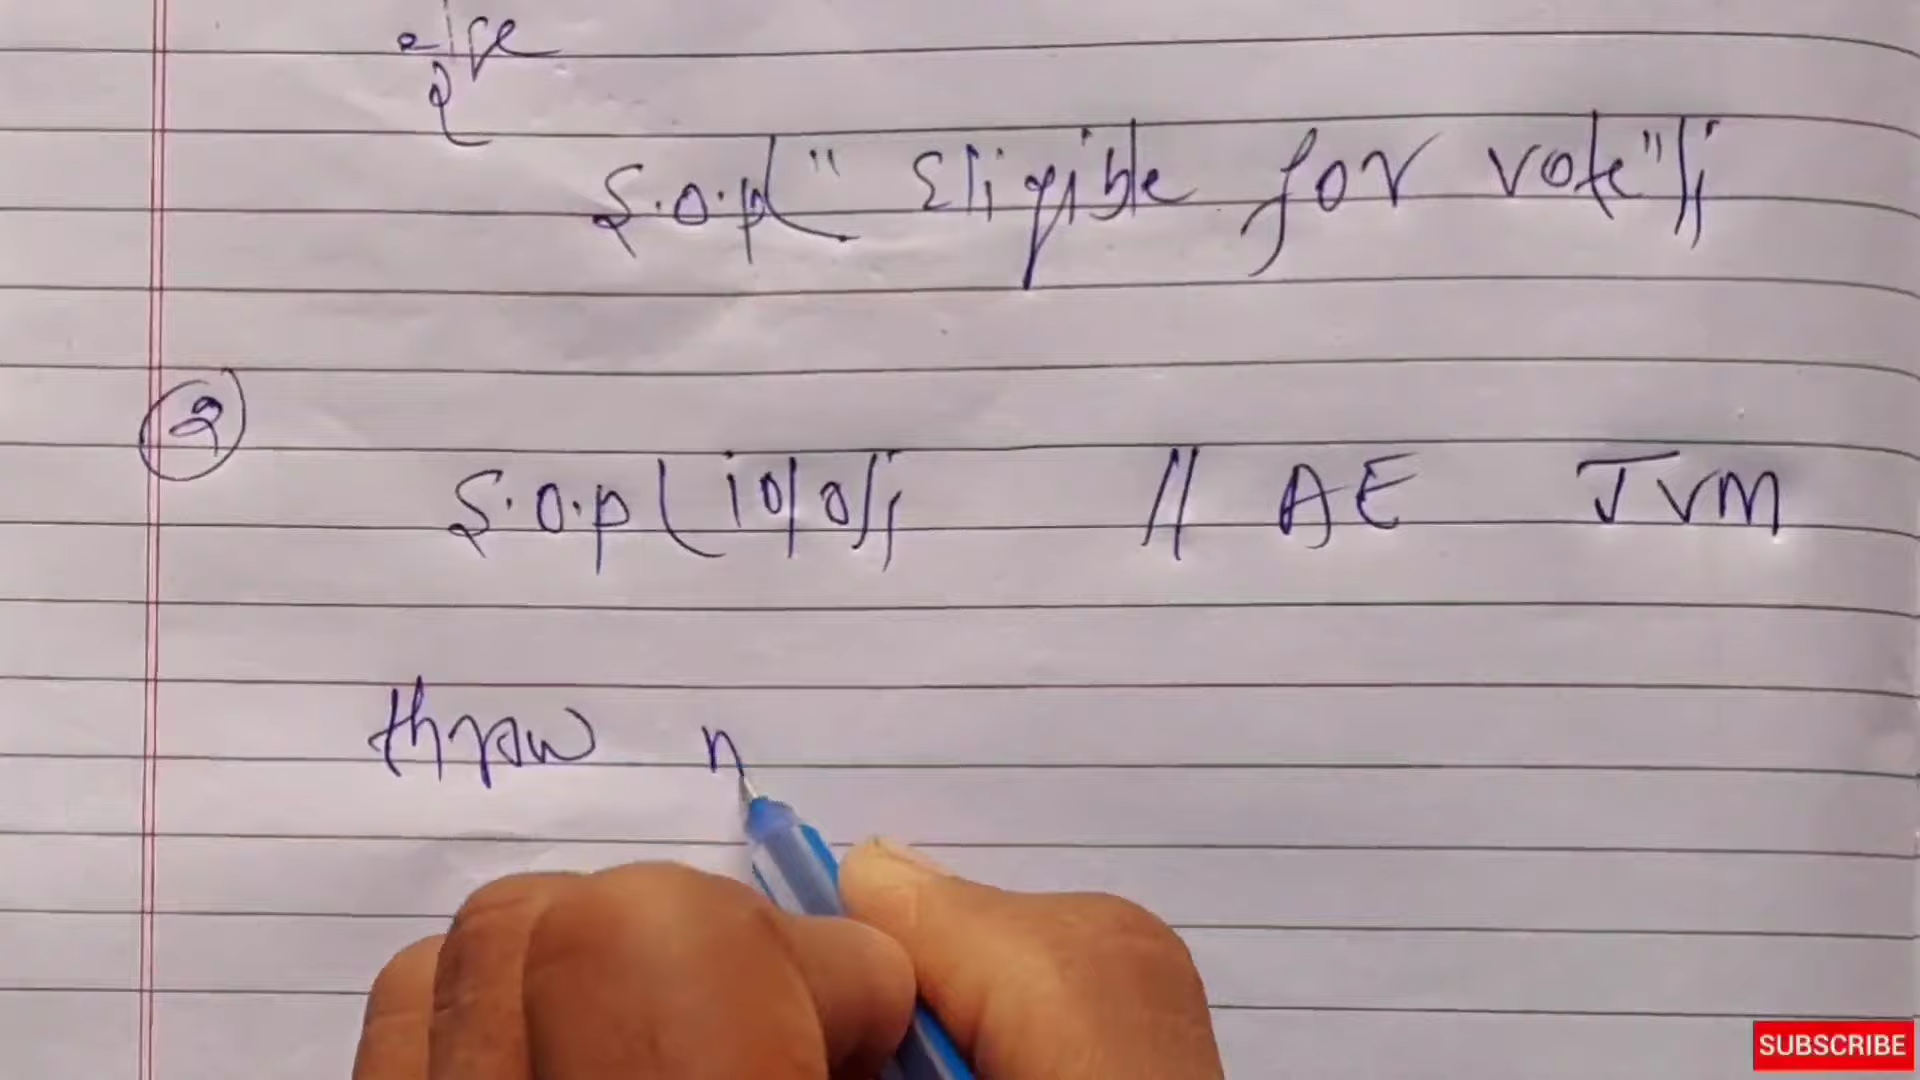 else
{
S.o.p(" Eligible for vote");
②
S.o.p(10/0); // AE JVM
throw n
SUBSCRIBE